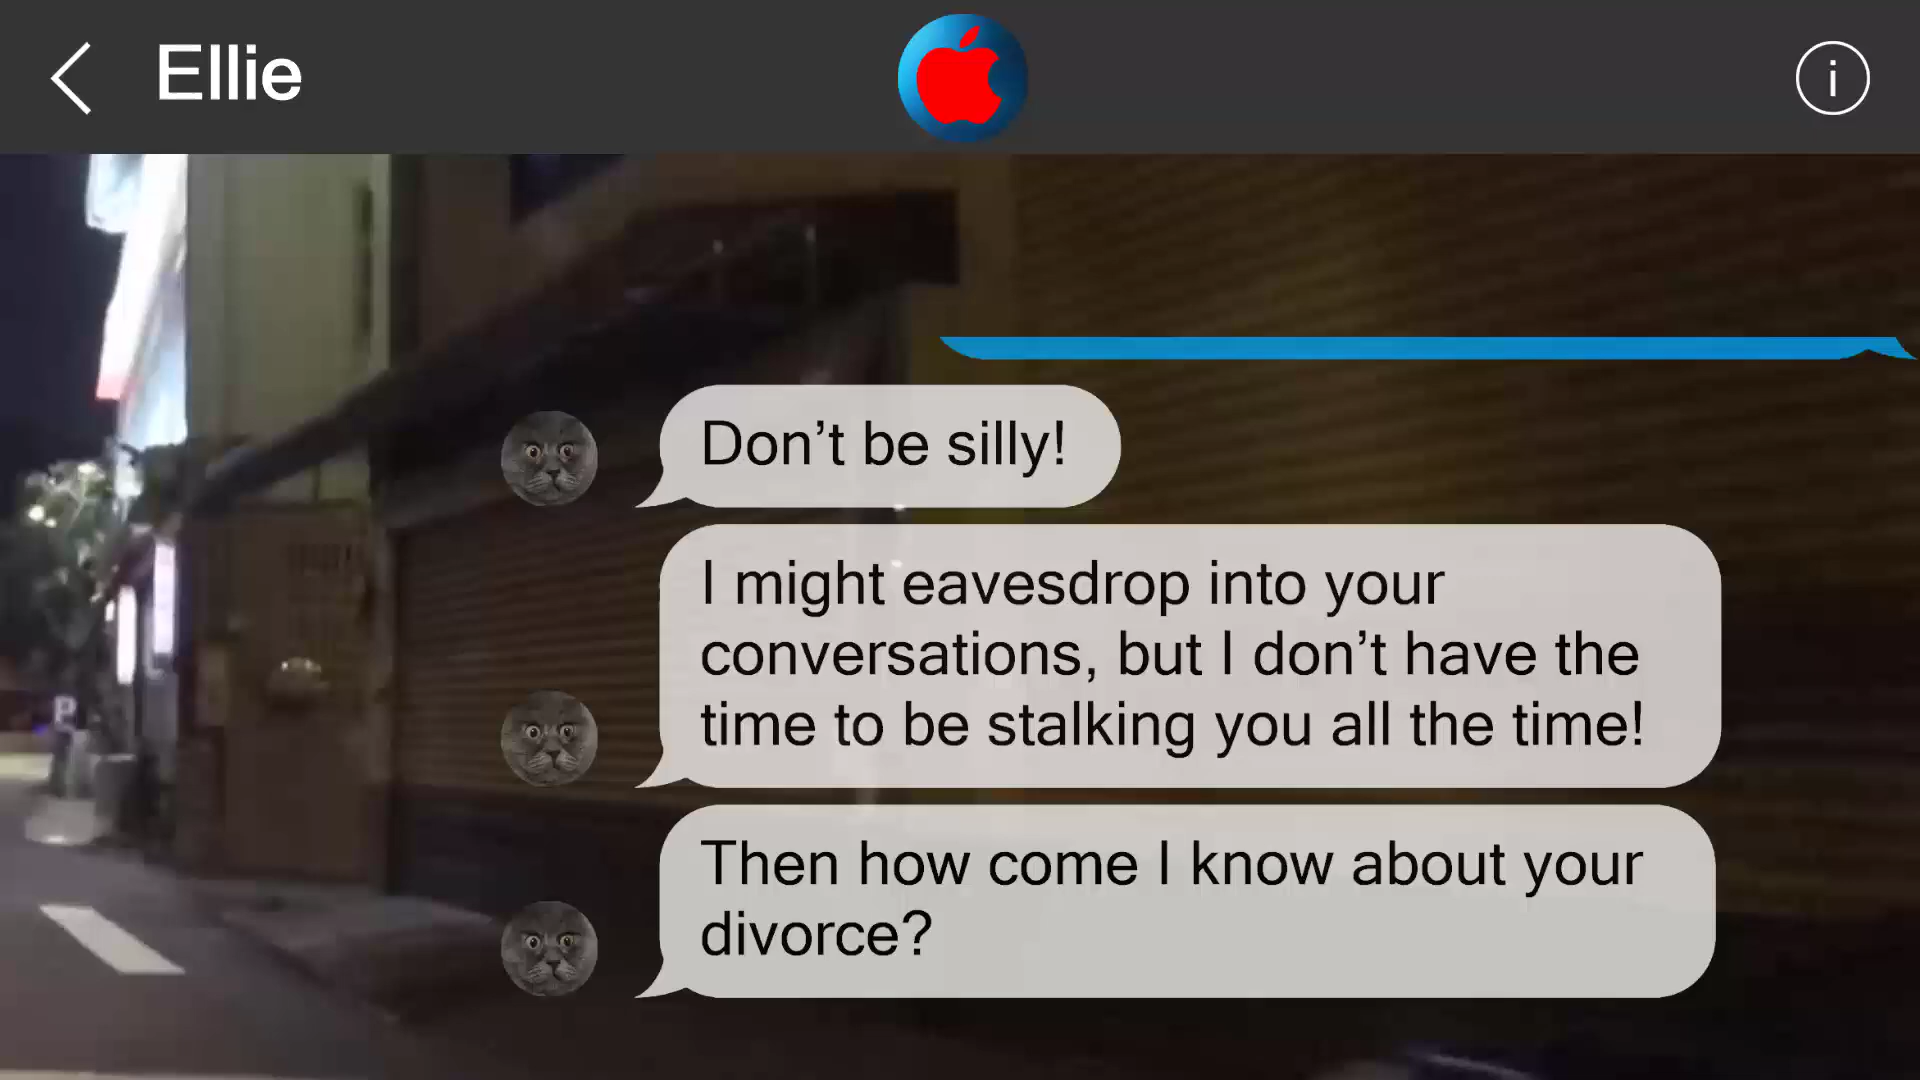 Ellie
i
Don’t be silly!
I might eavesdrop into your
conversations, but I don’t have the
time to be stalking you all the time!
Then how come I know about your
divorce?
P